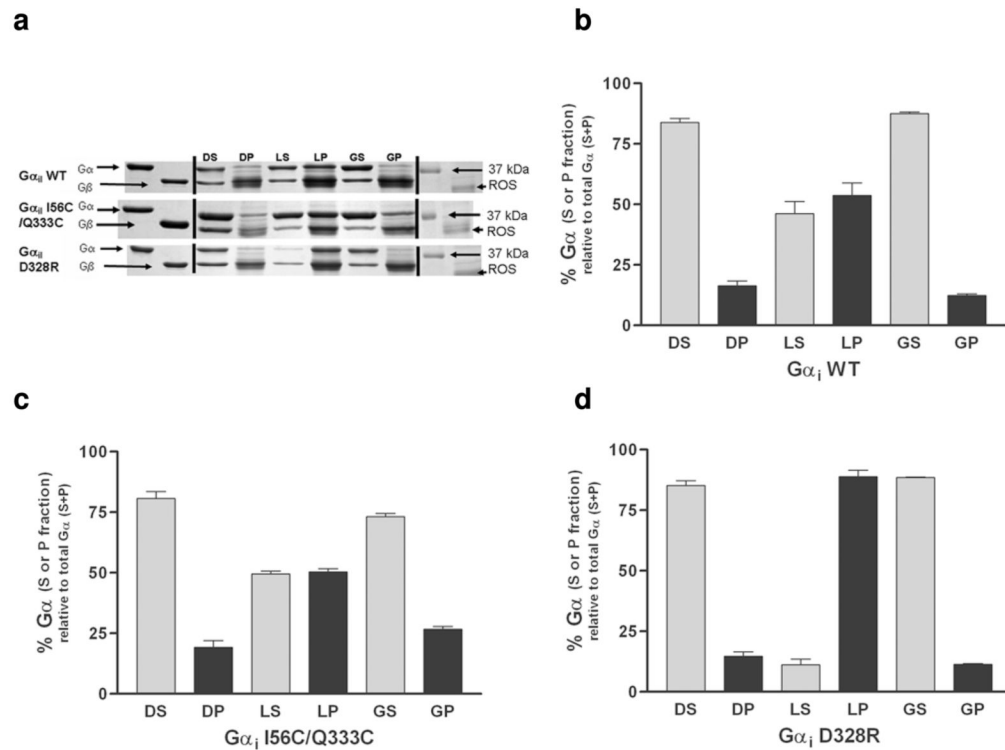 a
DS DP LS LP GS GP
Gαil WT
Gα
Gβ
37 kDa
ROS
Gαil I56C
/Q333C
Gα
Gβ
37 kDa
ROS
Gαil
D328R
Gα
Gβ
37 kDa
ROS
b
% Gα (S or P fraction)
relative to total Gα (S+P)
100
75
50
25
0
DS DP LS LP GS GP
Gαi WT
c
% Gα (S or P fraction)
relative to total Gα (S+P)
100
75
50
25
0
DS DP LS LP GS GP
Gαi I56C/Q333C
d
% Gα (S or P fraction)
relative to total Gα (S+P)
100
75
50
25
0
DS DP LS LP GS GP
Gαi D328R